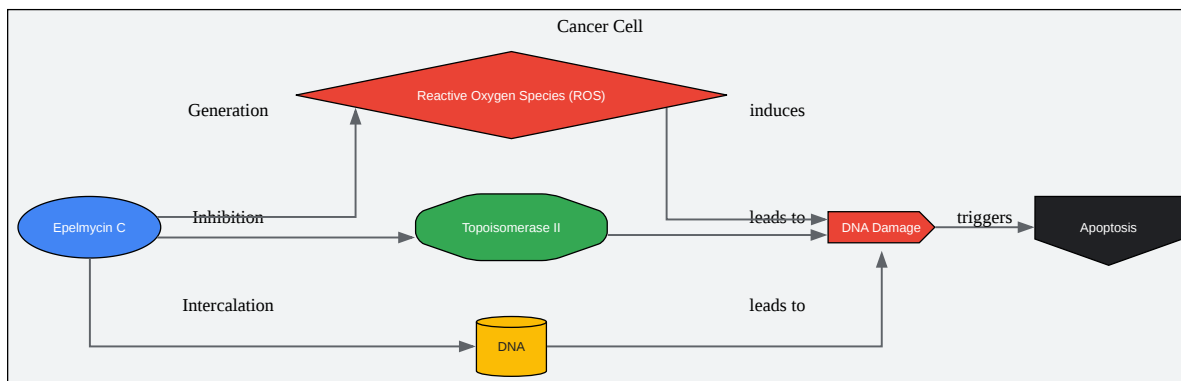 Cancer Cell
Reactive Oxygen Species (ROS)
Generation
induces
Epelmycin C
Inhibition
Topoisomerase II
leads to
DNA Damage
triggers
Apoptosis
Intercalation
leads to
DNA